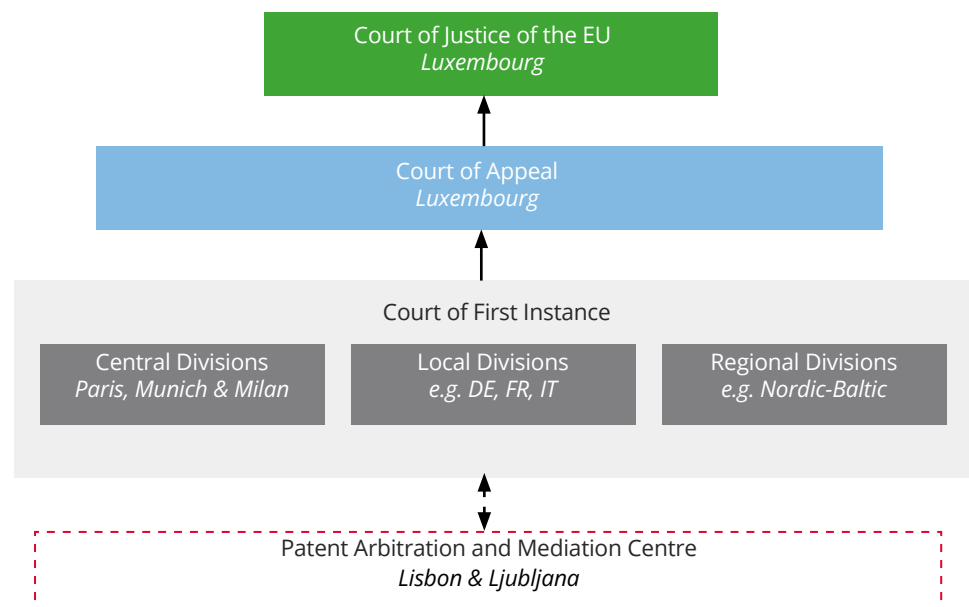 Court of Justice of the EU
Luxembourg
Court of Appeal
Luxembourg
Court of First Instance
Central Divisions
Paris, Munich & Milan
Local Divisions
e.g. DE, FR, IT
Regional Divisions
e.g. Nordic-Baltic
Patent Arbitration and Mediation Centre
Lisbon & Ljubljana